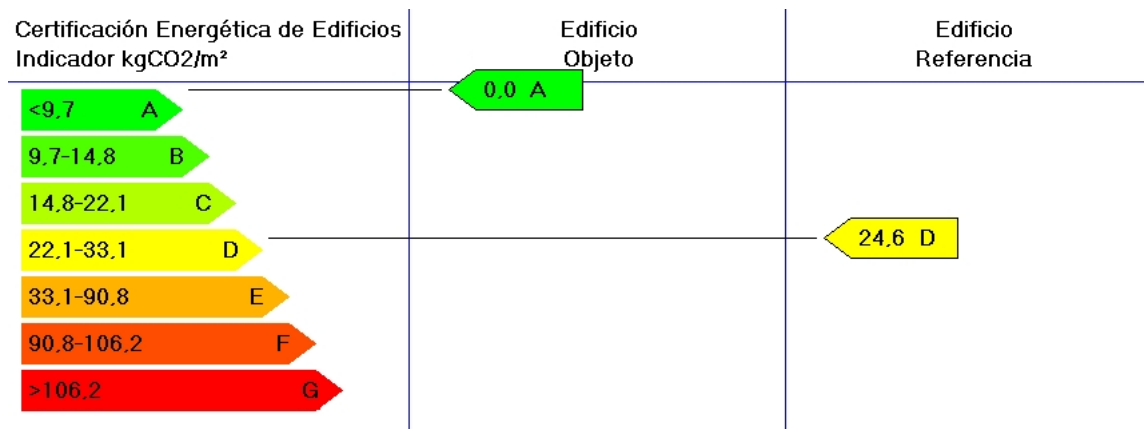 Certificación Energética de Edificios
Indicador kgCO2/m²
Edificio
Objeto
Edificio
Referencia
<9,7 A
0,0 A
9,7-14,8 B
14,8-22,1 C
22,1-33,1 D
24,6 D
33,1-90,8 E
90,8-106,2 F
>106,2 G